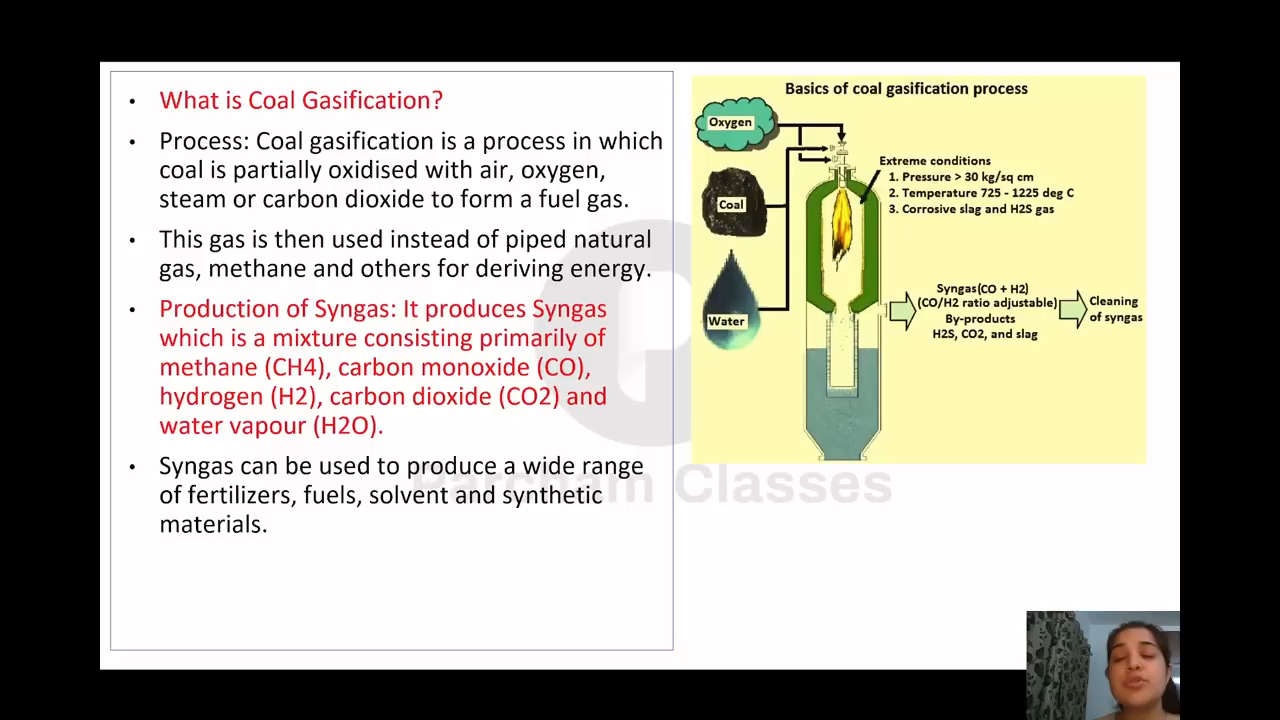 • What is Coal Gasification?
• Process: Coal gasification is a process in which
coal is partially oxidised with air, oxygen,
steam or carbon dioxide to form a fuel gas.
• This gas is then used instead of piped natural
gas, methane and others for deriving energy.
• Production of Syngas: It produces Syngas
which is a mixture consisting primarily of
methane (CH4), carbon monoxide (CO),
hydrogen (H2), carbon dioxide (CO2) and
water vapour (H2O).
• Syngas can be used to produce a wide range
of fertilizers, fuels, solvent and synthetic
materials.
Parcham Classes
Basics of coal gasification process
Oxygen
Coal
Water
Extreme conditions
1. Pressure > 30 kg/sq cm
2. Temperature 725 - 1225 deg C
3. Corrosive slag and H2S gas
Syngas(CO + H2)
(CO/H2 ratio adjustable)
By-products
H2S, CO2, and slag
Cleaning
of syngas